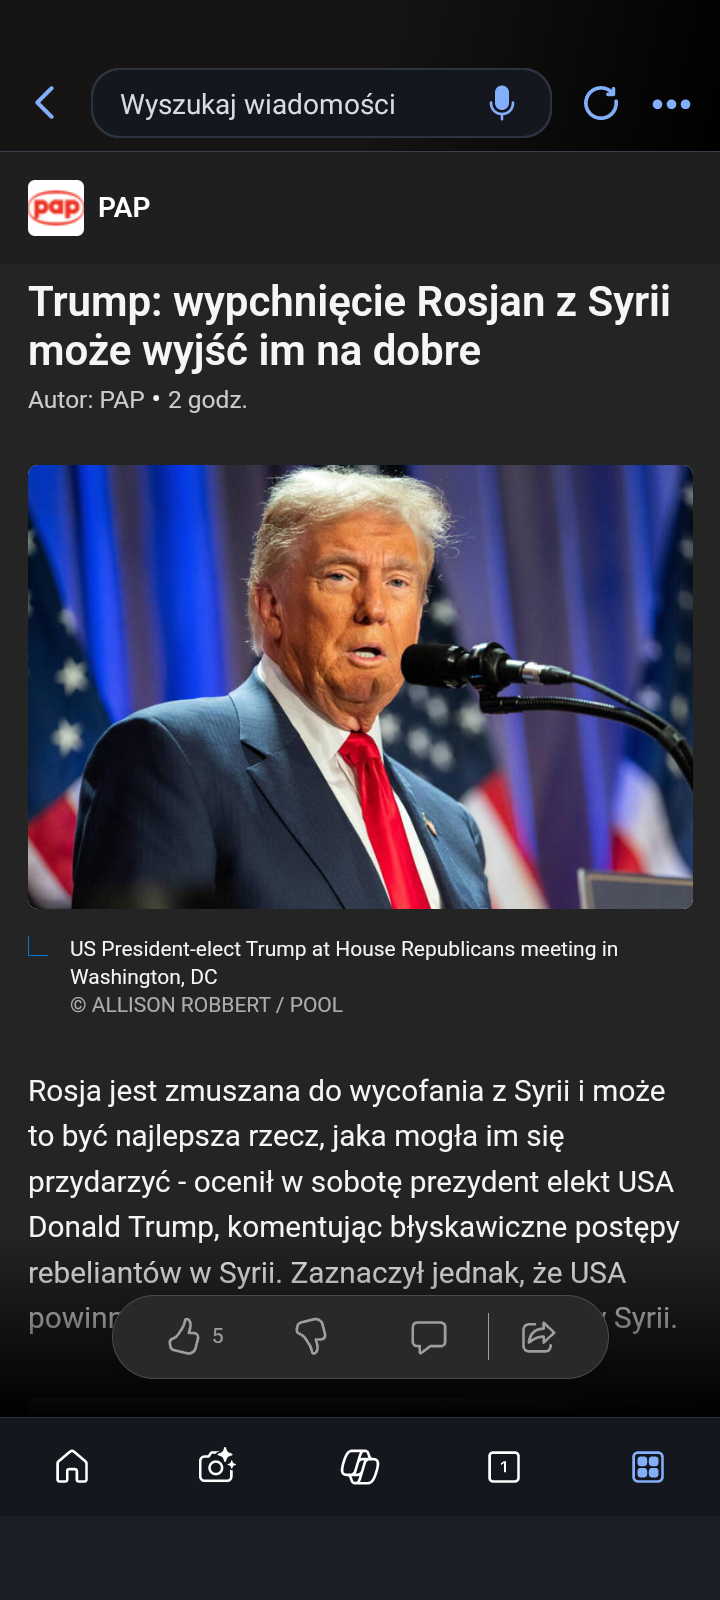 Wyszukaj wiadomości
pap PAP
Trump: wypchnięcie Rosjan z Syrii
może wyjść im na dobre
Autor: PAP • 2 godz.
US President-elect Trump at House Republicans meeting in
Washington, DC
© ALLISON ROBBERT / POOL
Rosja jest zmuszana do wycofania z Syrii i może
to być najlepsza rzecz, jaka mogła im się
przydarzyć - ocenił w sobotę prezydent elekt USA
Donald Trump, komentując błyskawiczne postępy
rebeliantów w Syrii. Zaznaczył jednak, że USA
Syrii.
5
1